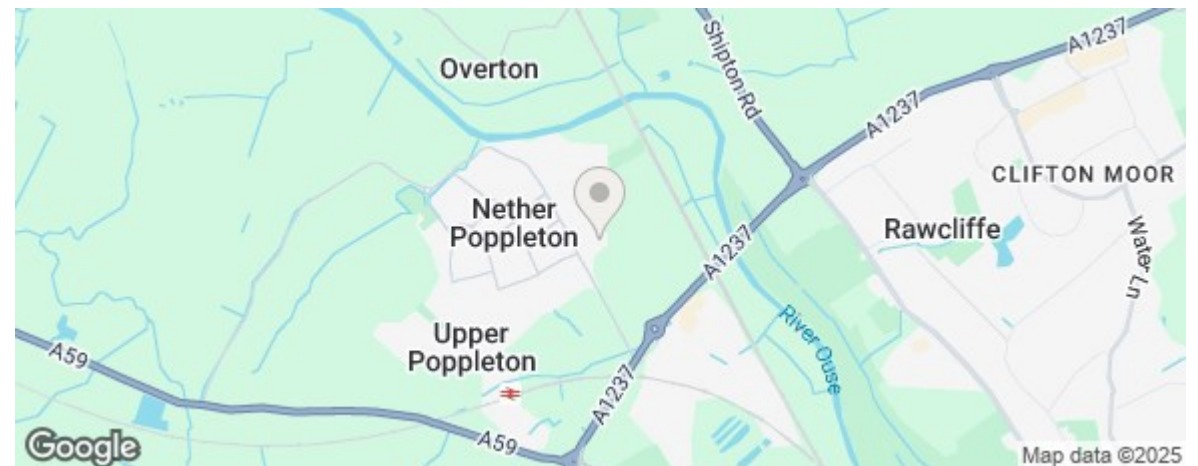 Overton
Shipton Rd
A1237
A1237
CLIFTON MOOR
Nether
Poppleton
Rawcliffe
Water Ln
A1237
River Ouse
Upper
Poppleton
A59
A1237
A59
Google
Map data ©2025